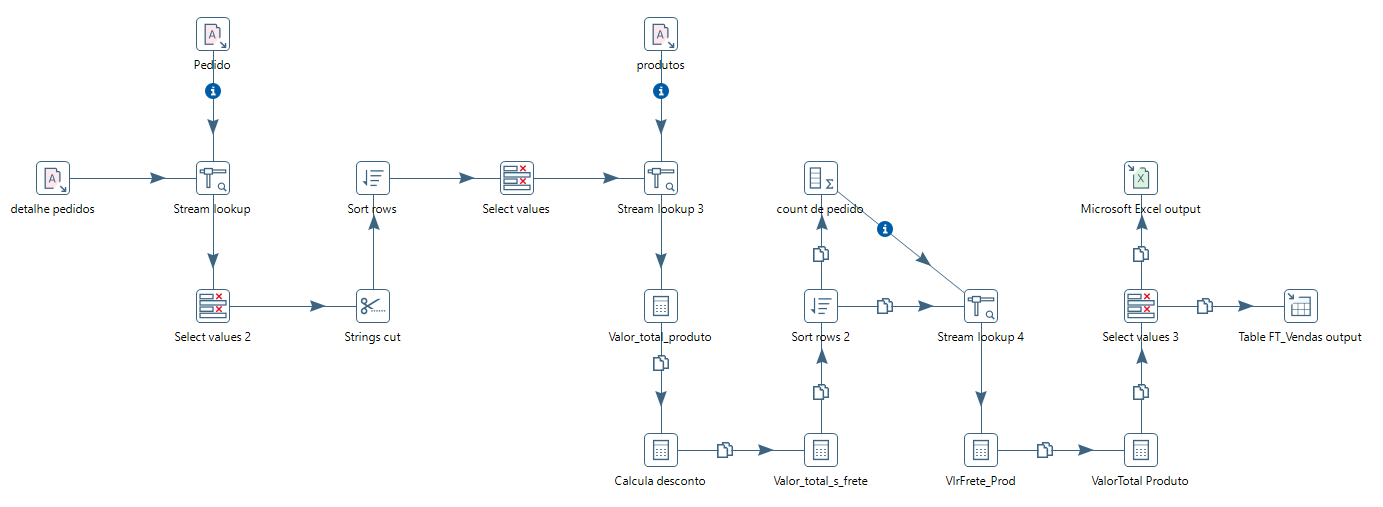 Pedido
produtos
detalhe pedidos
Stream lookup
Sort rows
Select values
Stream lookup 3
count de pedido
Microsoft Excel output
Select values 2
Strings cut
Valor_total_produto
Sort rows 2
Stream lookup 4
Select values 3
Table FT_Vendas output
Calcula desconto
Valor_total_s_frete
VlrFrete_Prod
ValorTotal Produto